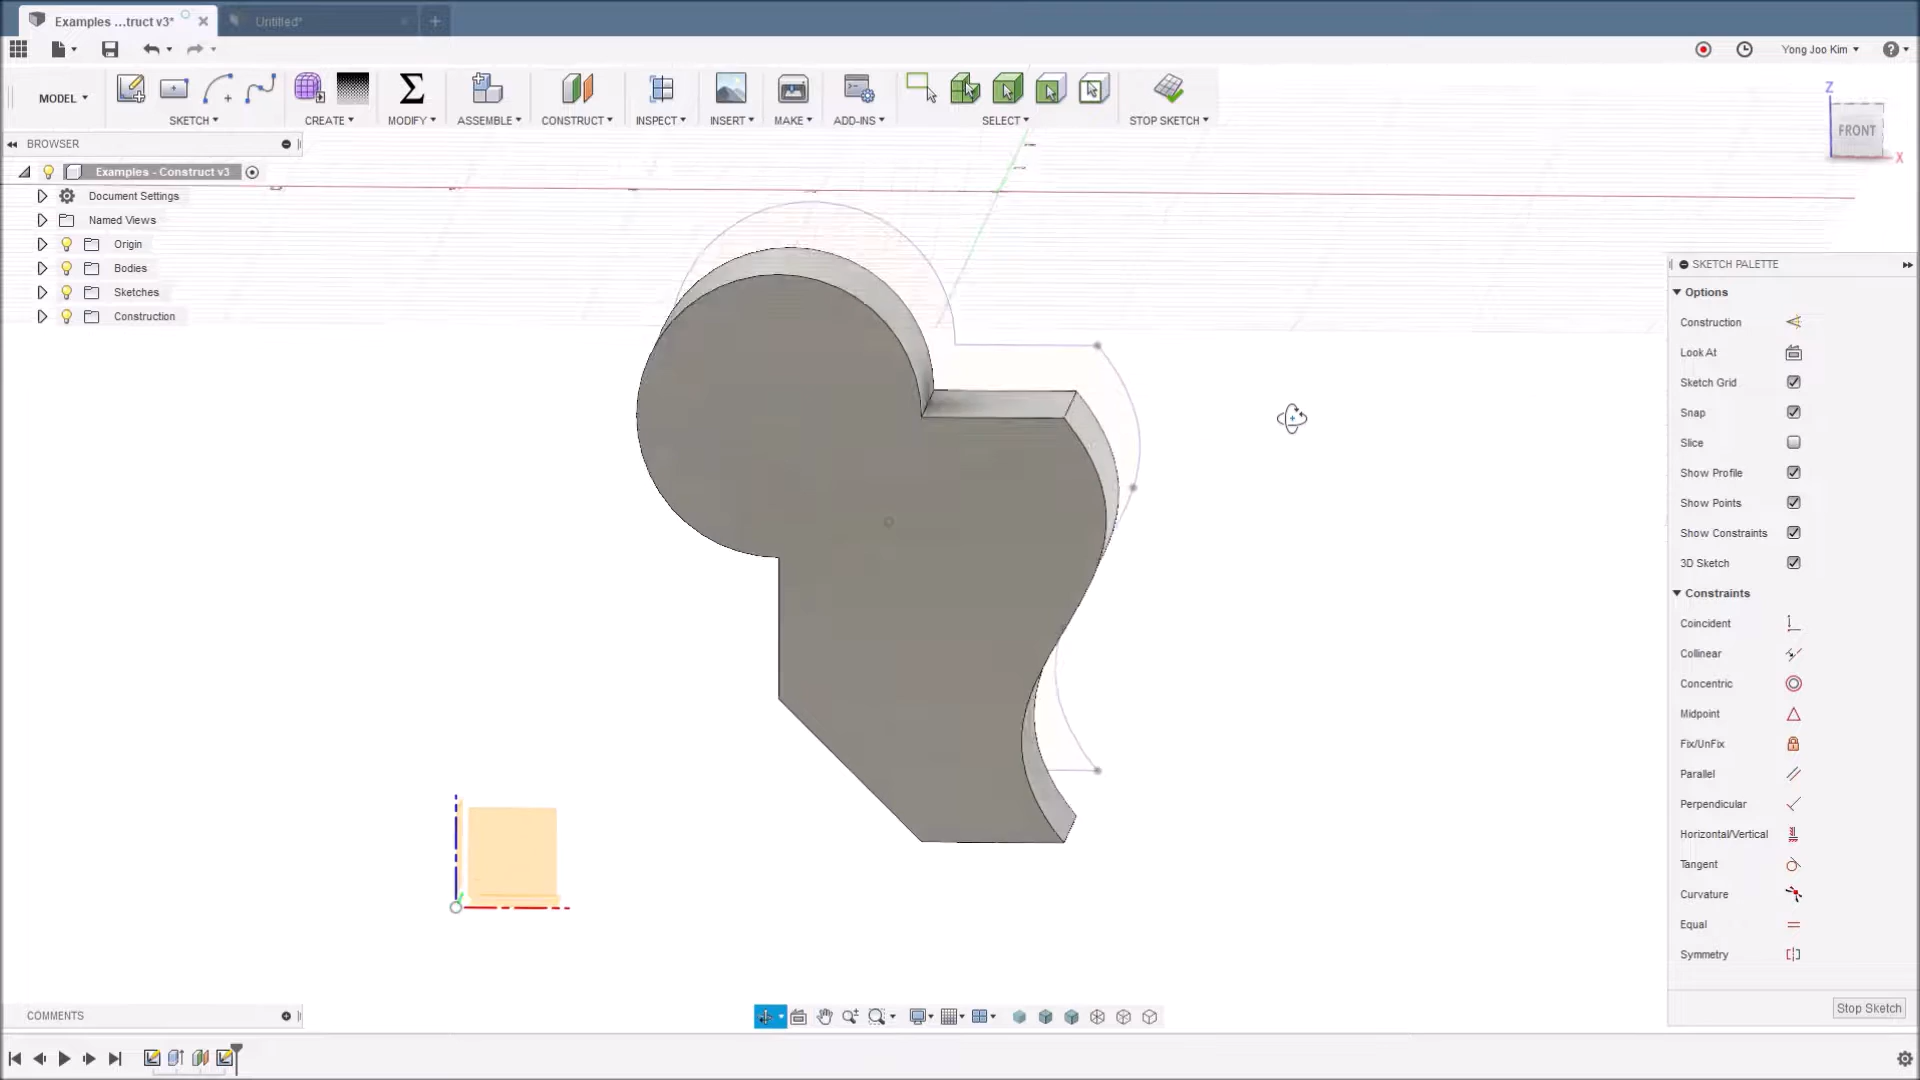 Examples ...truct v3*
Untitled*
Yong Joo Kim
MODEL
SKETCH
CREATE
MODIFY
ASSEMBLE
CONSTRUCT
INSPECT
INSERT
MAKE
ADD-INS
SELECT
STOP SKETCH
Z
FRONT
X
BROWSER
Examples - Construct v3
Document Settings
Named Views
Origin
Bodies
Sketches
Construction
SKETCH PALETTE
Options
Construction
Look At
Sketch Grid
Snap
Slice
Show Profile
Show Points
Show Constraints
3D Sketch
Constraints
Coincident
Collinear
Concentric
Midpoint
Fix/UnFix
Parallel
Perpendicular
Horizontal/Vertical
Tangent
Curvature
Equal
Symmetry
Stop Sketch
COMMENTS